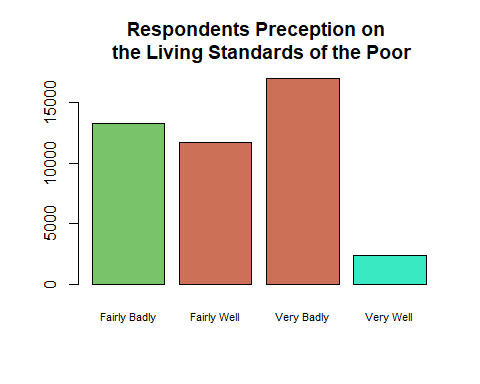 Respondents Preception on
the Living Standards of the Poor
15000
10000
5000
0
Fairly Badly
Fairly Well
Very Badly
Very Well